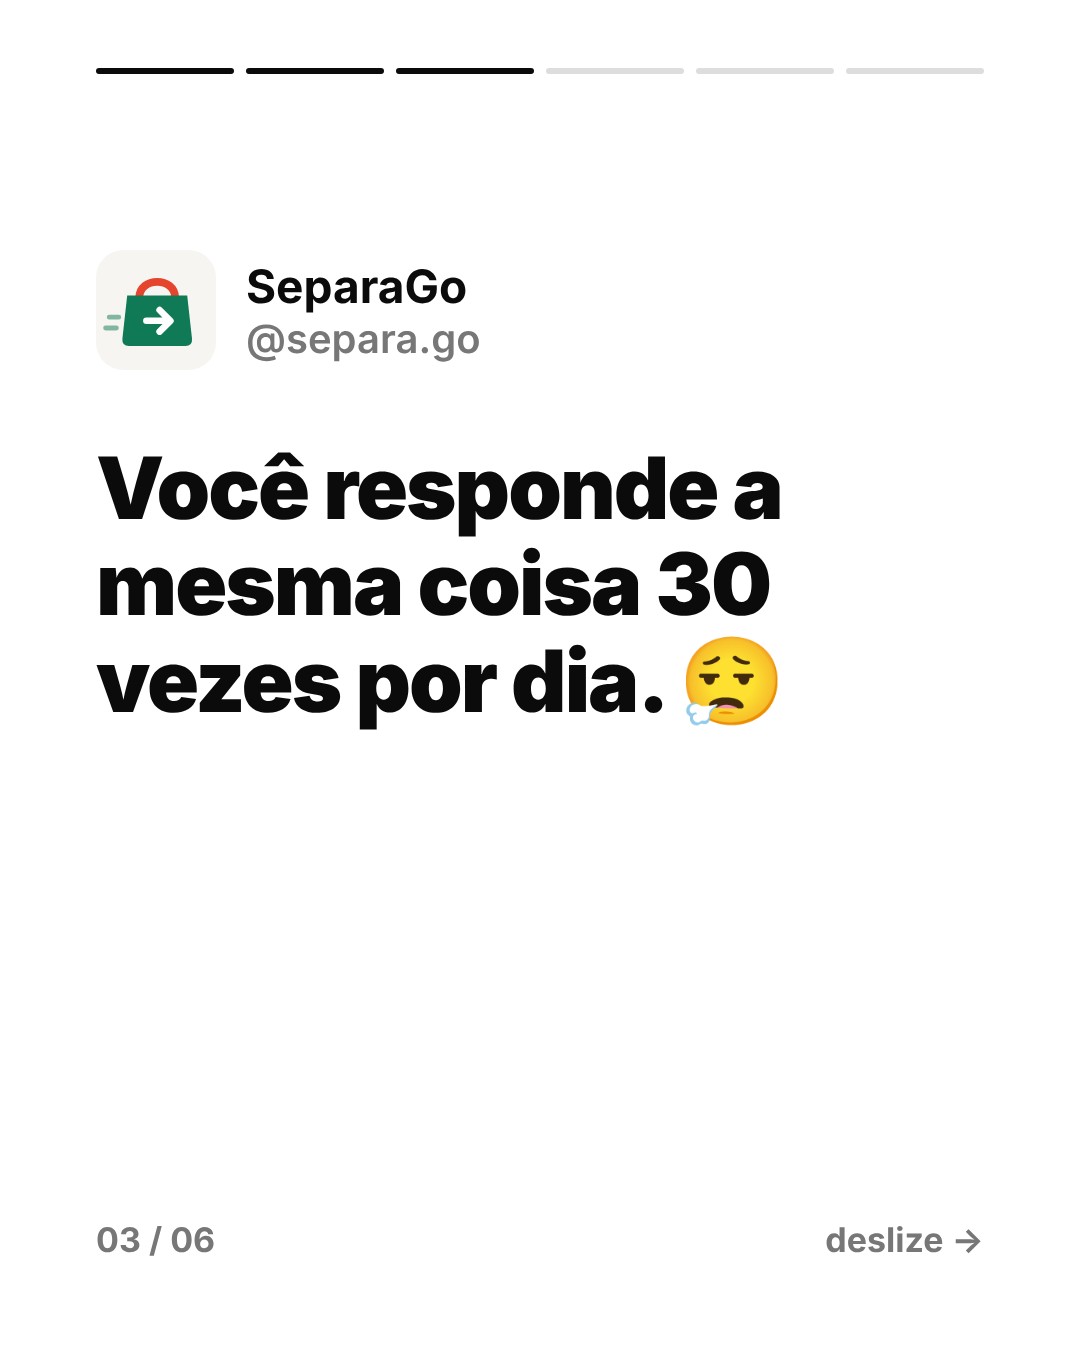 SeparaGo
@separa.go
Você responde a
mesma coisa 30
vezes por dia. 😮‍💨
03 / 06
deslize →